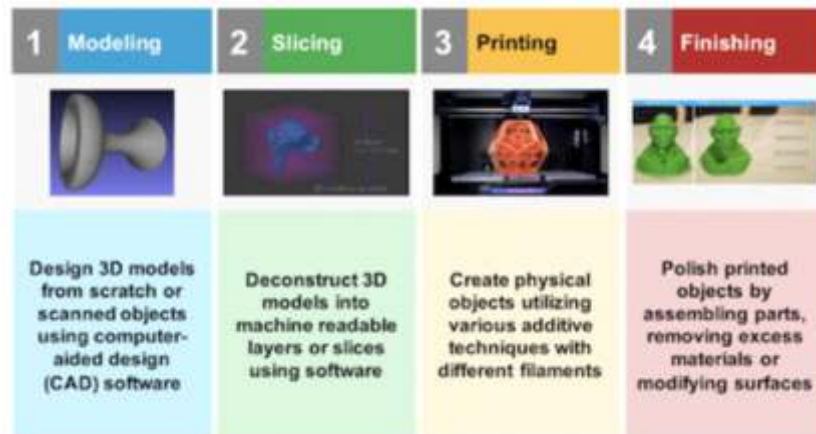 1 Modeling
2 Slicing
3 Printing
4 Finishing
Design 3D models
from scratch or
scanned objects
using computer-
aided design
(CAD) software
Deconstruct 3D
models into
machine readable
layers or slices
using software
Create physical
objects utilizing
various additive
techniques with
different filaments
Polish printed
objects by
assembling parts,
removing excess
materials or
modifying surfaces